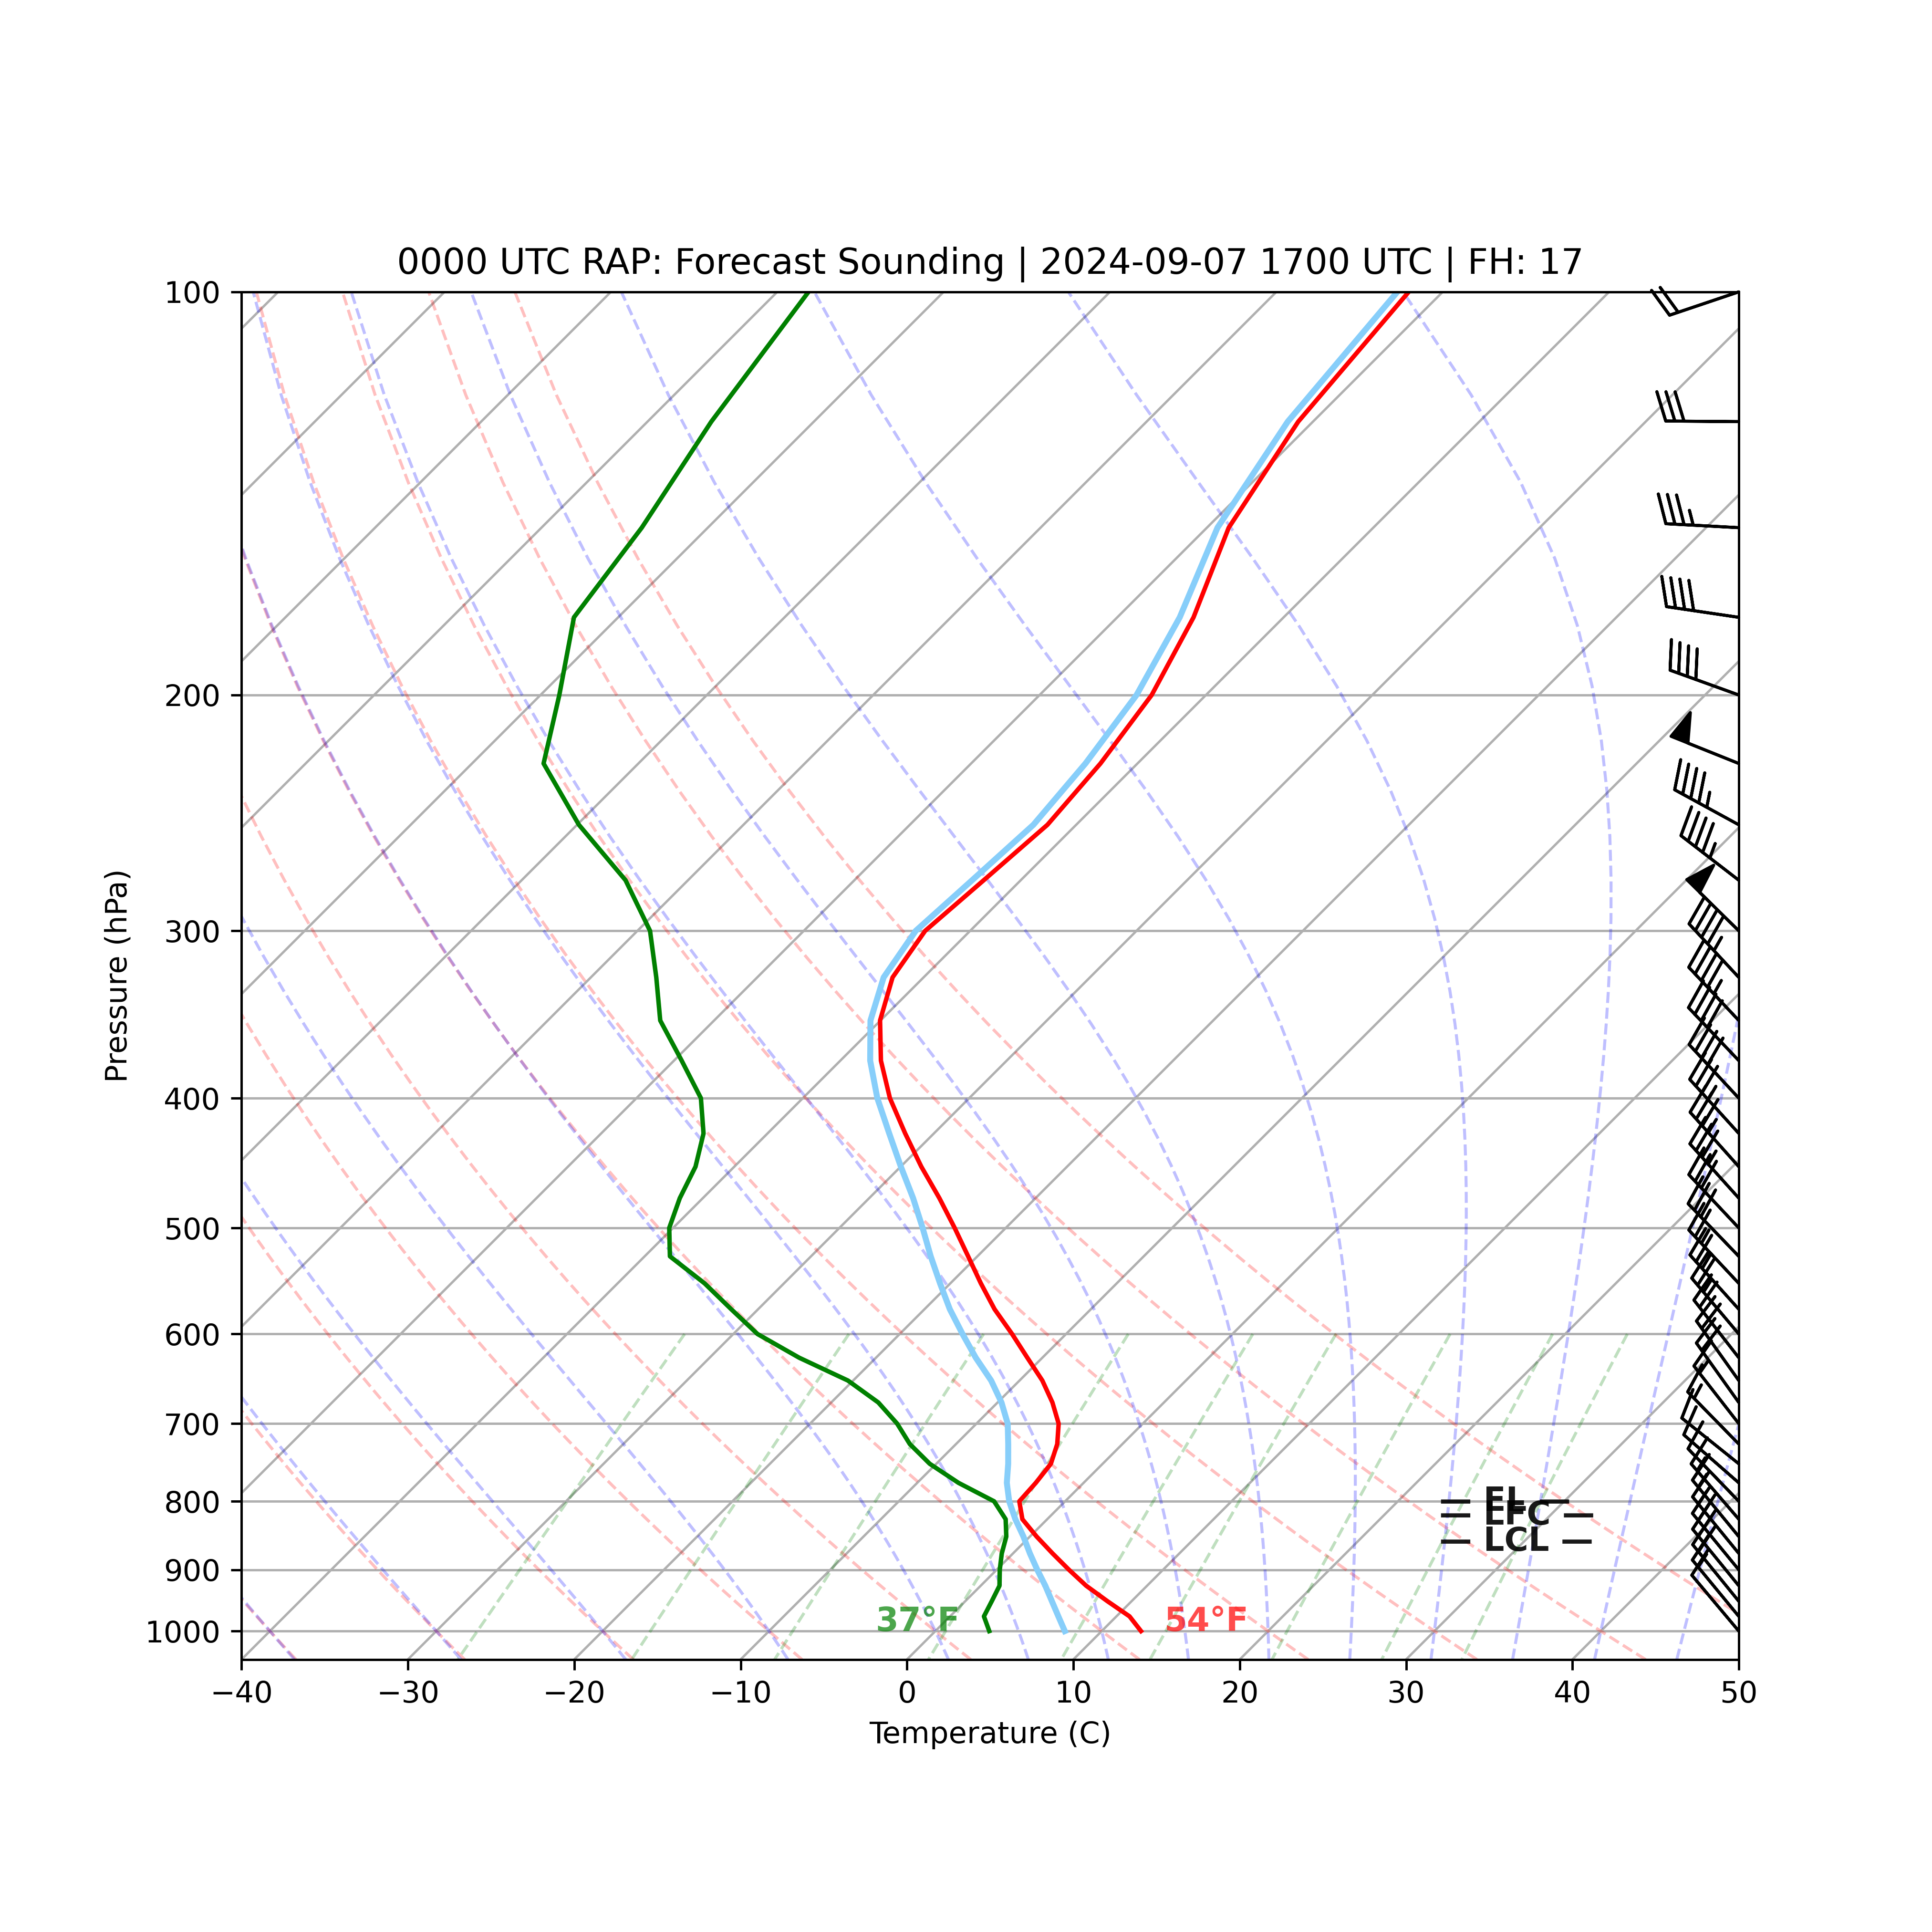 0000 UTC RAP: Forecast Sounding | 2024-09-07 1700 UTC | FH: 17
100
200
300
400
500
600
700
800
900
1000
Pressure (hPa)
— EL —
— LFC —
— LCL —
37°F
54°F
−40 −30 −20 −10 0 10 20 30 40 50
Temperature (C)